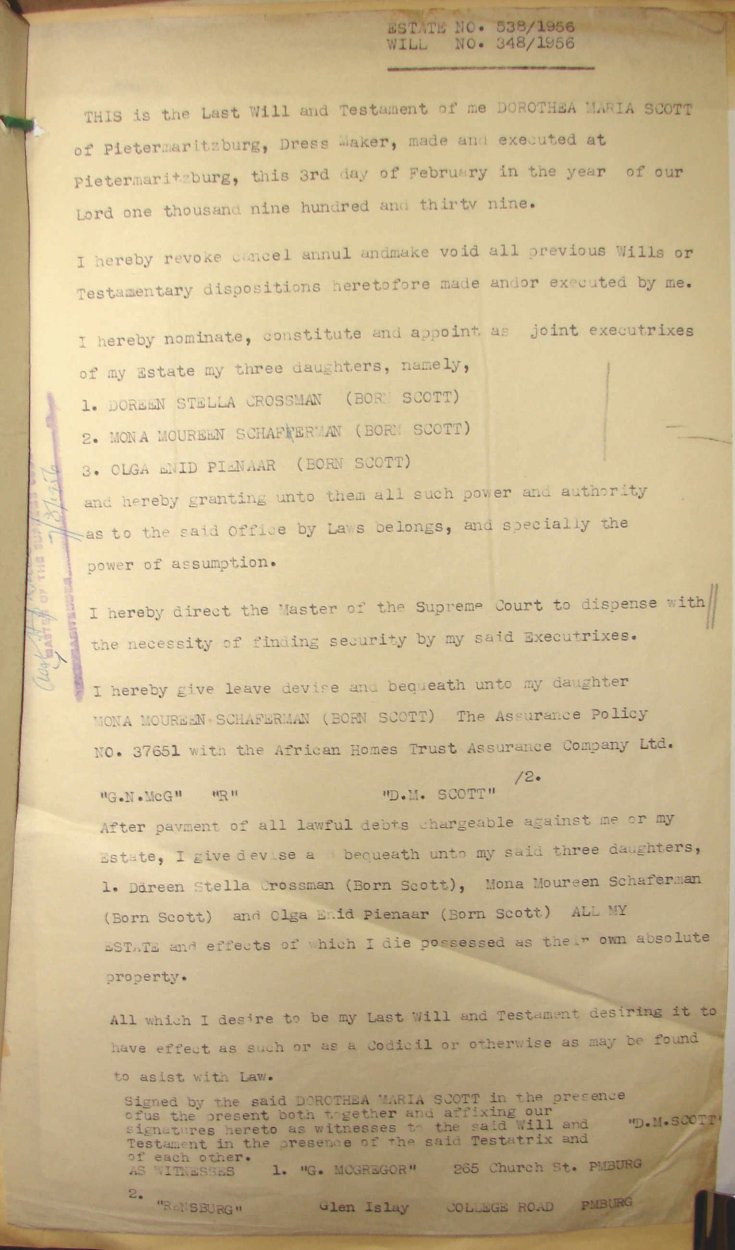 ESTATE NO. 538/1956
WILL NO. 348/1956
THIS is the Last Will and Testament of me DOROTHEA MARIA SCOTT
of Pietermaritzburg, Dress Maker, made and executed at
Pietermaritzburg, this 3rd day of February in the year of our
Lord one thousand nine hundred and thirty nine.
I hereby revoke cancel annul andmake void all previous Wills or
Testamentary dispositions heretofore made andor executed by me.
I hereby nominate, constitute and appoint as joint executrixes
of my Estate my three daughters, namely,
1. DOREEN STELLA CROSSMAN (BORN SCOTT)
2. MONA MOUREEN SCHAFFERMAN (BORN SCOTT)
3. OLGA ENID PIENAAR (BORN SCOTT)
and hereby granting unto them all such power and authority
as to the said Office by Laws belongs, and specially the
power of assumption.
I hereby direct the Master of the Supreme Court to dispense with
the necessity of finding security by my said Executrixes.
I hereby give leave devise and bequeath unto my daughter
MONA MOUREEN SCHAFERMAN (BORN SCOTT) The Assurance Policy
NO. 37651 with the African Homes Trust Assurance Company Ltd.
/2.
"G.N.McG" "R" "D.M. SCOTT"
After payment of all lawful debts chargeable against me or my
Estate, I give devise and bequeath unto my said three daughters,
1. Doreen Stella Crossman (Born Scott), Mona Moureen Schaferman
(Born Scott) and Olga Enid Pienaar (Born Scott) ALL MY
ESTATE and effects of which I die possessed as their own absolute
property.
All which I desire to be my Last Will and Testament desiring it to
have effect as such or as a Codicil or otherwise as may be found
to asist with Law.
Signed by the said DOROTHEA MARIA SCOTT in the presence
ofus the present both together and affixing our
signatures hereto as witnesses to the said Will and "D.M.SCOTT"
Testament in the presence of the said Testatrix and
of each other.
AS WITNESSES 1. "G. MCGREGOR" 265 Church St. PMBURG
2.
"RENSBURG" Glen Islay COLLEGE ROAD PMBURG
MASTER OF THE SUPREME